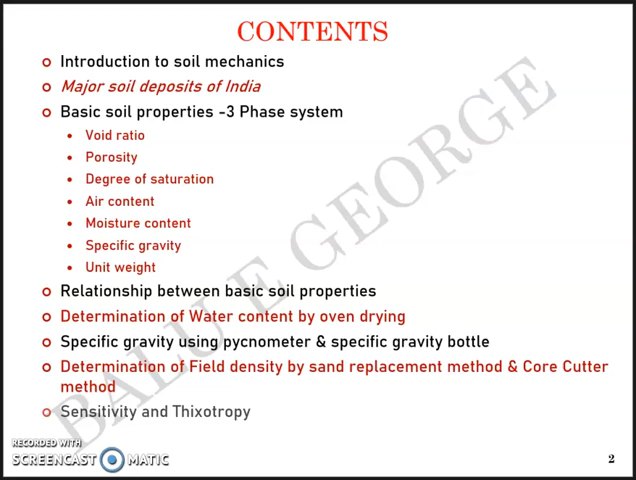 CONTENTS
Introduction to soil mechanics
Major soil deposits of India
Basic soil properties -3 Phase system
Void ratio
Porosity
Degree of saturation
Air content
Moisture content
Specific gravity
Unit weight
Relationship between basic soil properties
Determination of Water content by oven drying
Specific gravity using pycnometer & specific gravity bottle
Determination of Field density by sand replacement method & Core Cutter
method
Sensitivity and Thixotropy
BALU E GEORGE
RECORDED WITH
SCREENCAST MATIC
2